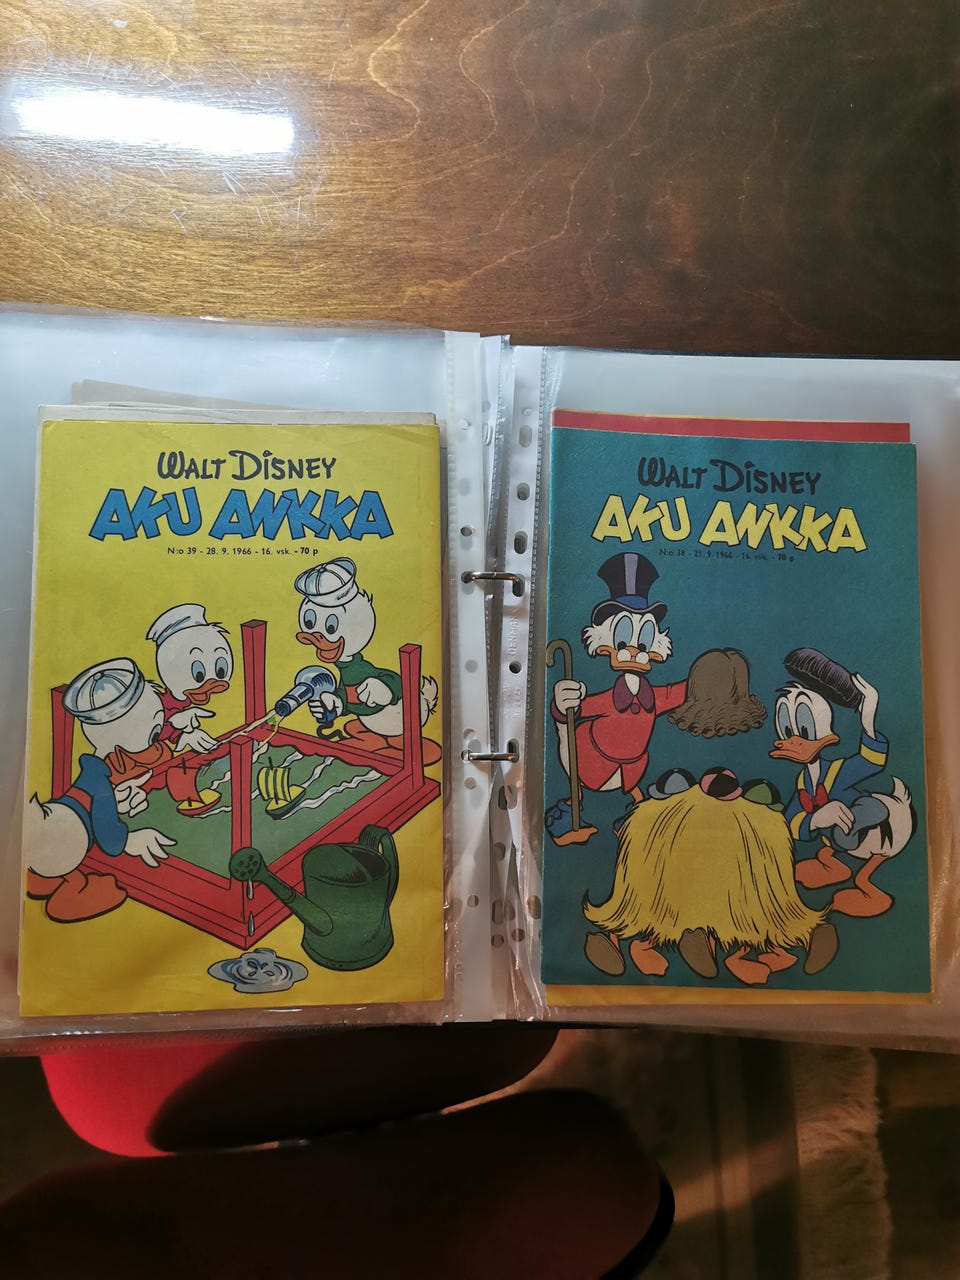 WALT DISNEY
AKU ANKKA
N:o 39 - 28. 9. 1966 - 16. vsk. - 70 p
WALT DISNEY
AKU ANKKA
N:o 38 - 21. 9. 1966 - 16. vsk. - 70 p